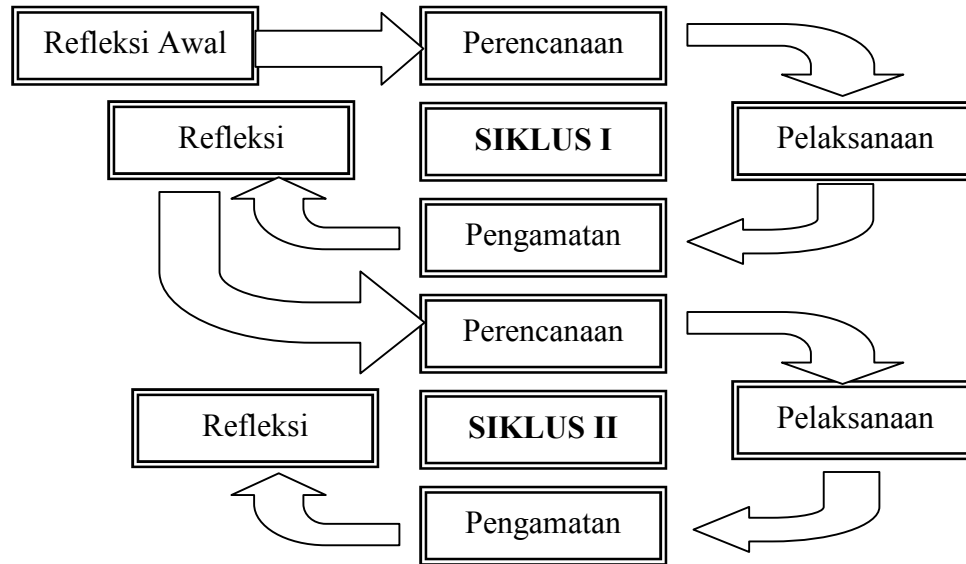 Refleksi Awal
Perencanaan
Refleksi
SIKLUS I
Pelaksanaan
Pengamatan
Perencanaan
Refleksi
SIKLUS II
Pelaksanaan
Pengamatan